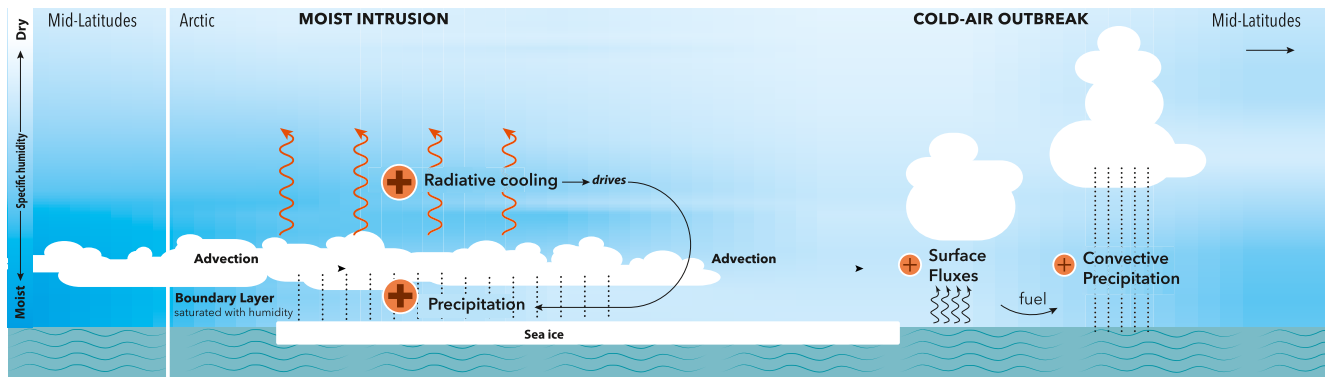 Mid-Latitudes
Arctic
MOIST INTRUSION
COLD-AIR OUTBREAK
Mid-Latitudes
Dry
Specific humidity
Moist
Radiative cooling
drives
Advection
Advection
Boundary Layer
saturated with humidity
Precipitation
Sea ice
Surface
Fluxes
fuel
Convective
Precipitation